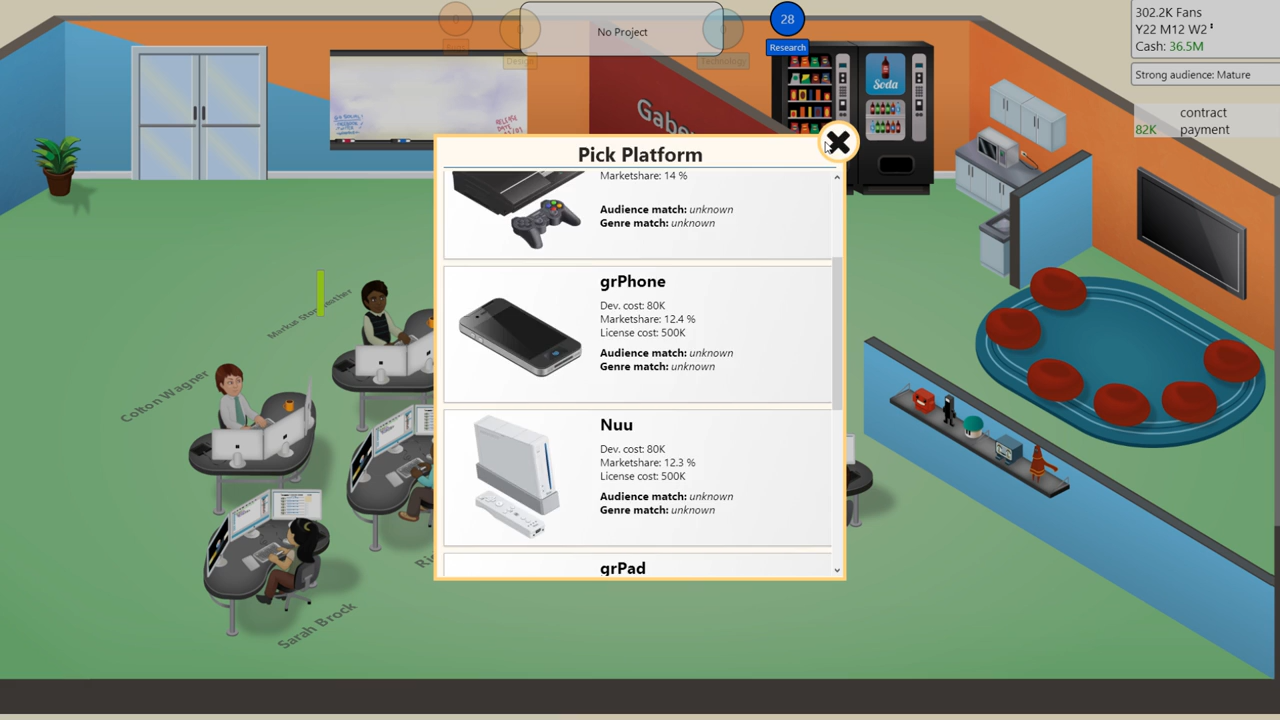 No Project
28
Research
302.2K Fans
Y22 M12 W2
Cash: 36.5M
Strong audience: Mature
contract
82K payment
Design
Technology
Soda
Gabe
RELEASE
DATE
Pick Platform
Marketshare: 14 %
Audience match: unknown
Genre match: unknown
grPhone
Dev. cost: 80K
Marketshare: 12.4 %
License cost: 500K
Audience match: unknown
Genre match: unknown
Nuu
Dev. cost: 80K
Marketshare: 12.3 %
License cost: 500K
Audience match: unknown
Genre match: unknown
grPad
Colton Wagner
Sarah Brock